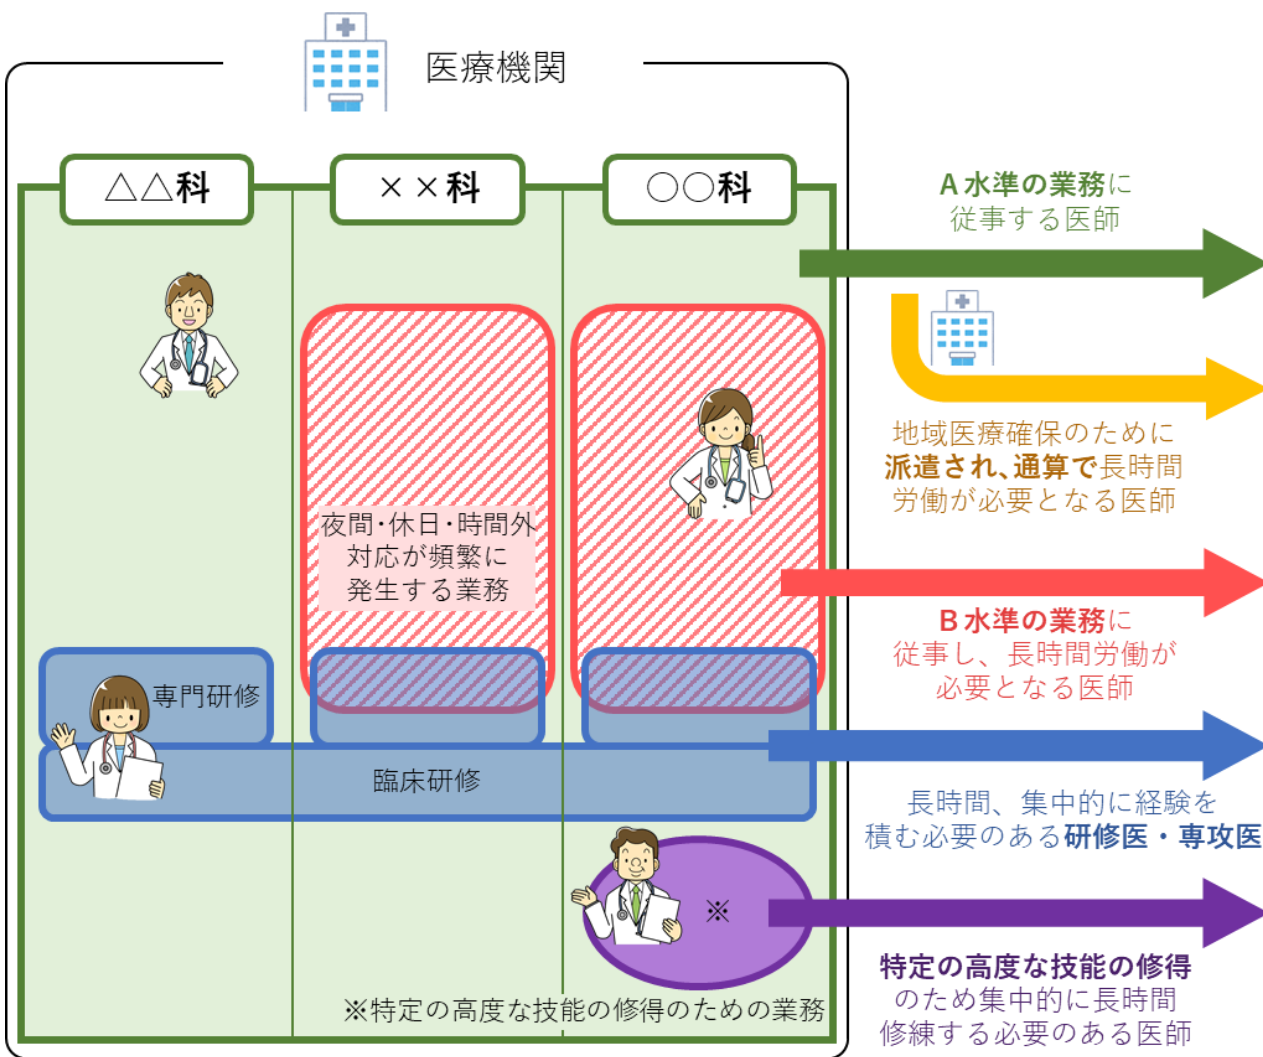 医療機関
△△科
××科
○○科
夜間・休日・時間外
対応が頻繁に
発生する業務
専門研修
臨床研修
※
※特定の高度な技能の修得のための業務
A水準の業務に
従事する医師
地域医療確保のために
派遣され、通算で長時間
労働が必要となる医師
B水準の業務に
従事し、長時間労働が
必要となる医師
長時間、集中的に経験を
積む必要のある研修医・専攻医
特定の高度な技能の修得
のため集中的に長時間
修練する必要のある医師